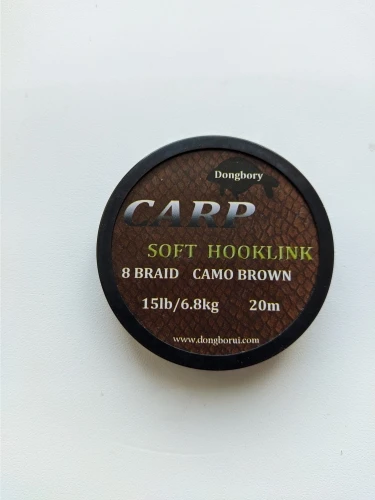 Dongbory
CARP
SOFT HOOKLINK
8 BRAID CAMO BROWN
15lb/6.8kg 20m
www.dongborui.com